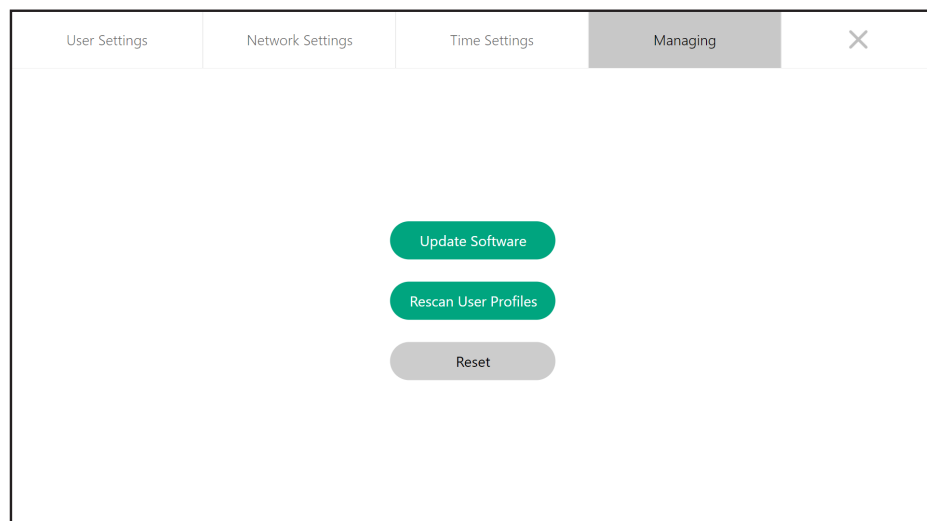 User Settings
Network Settings
Time Settings
Managing
Update Software
Rescan User Profiles
Reset